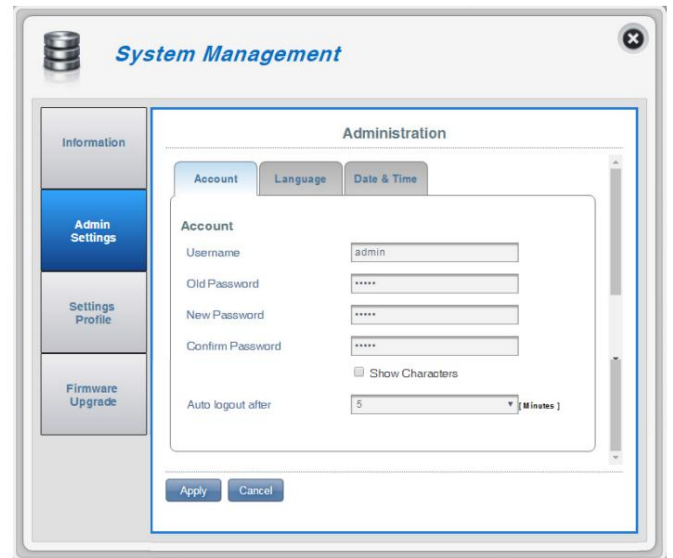 System Management
Information
Admin
Settings
Settings
Profile
Firmware
Upgrade
Administration
Account
Language
Date & Time
Account
Username
admin
Old Password
•••••
New Password
•••••
Confirm Password
•••••
Show Characters
Auto logout after
5
[ Minutes ]
Apply
Cancel